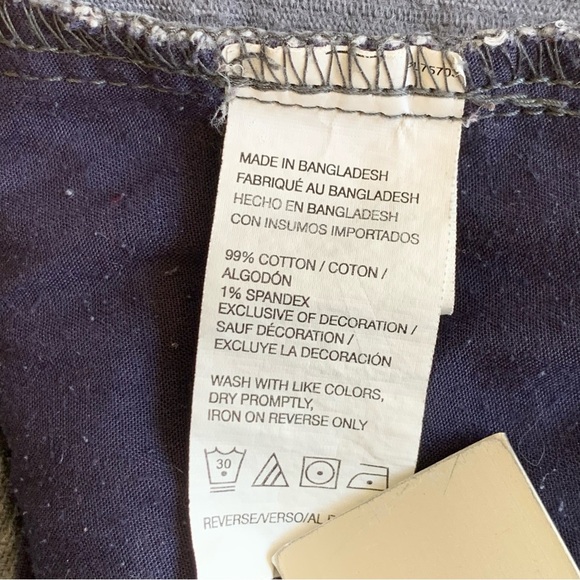 MADE IN BANGLADESH
FABRIQUÉ AU BANGLADESH
HECHO EN BANGLADESH
CON INSUMOS IMPORTADOS
99% COTTON / COTON /
ALGODÓN
1% SPANDEX
EXCLUSIVE OF DECORATION /
SAUF DÉCORATION /
EXCLUYE LA DECORACIÓN
WASH WITH LIKE COLORS,
DRY PROMPTLY,
IRON ON REVERSE ONLY
30
REVERSE/VERSO/AL